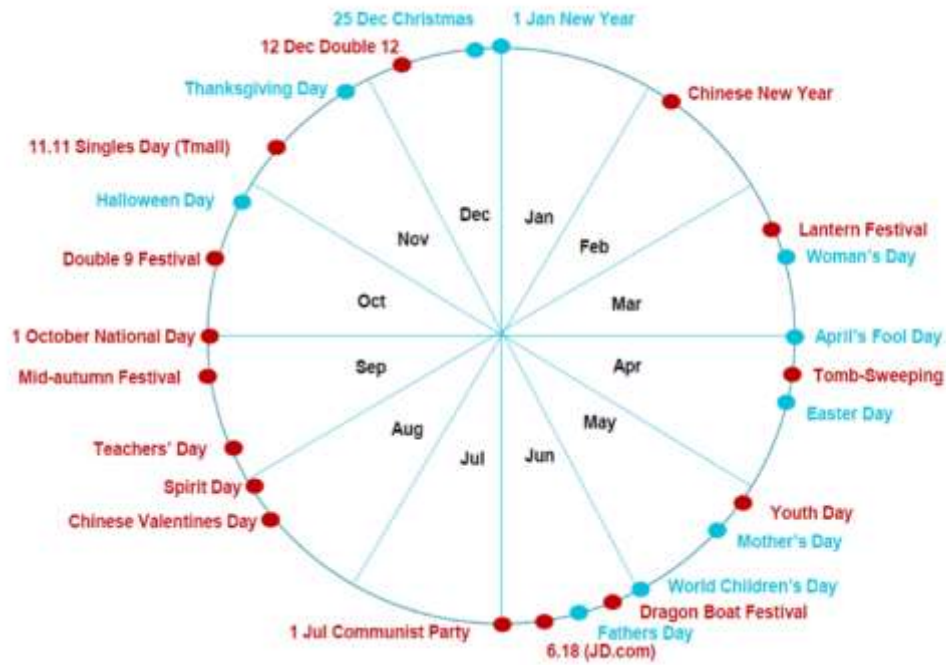 25 Dec Christmas
1 Jan New Year
12 Dec Double 12
Thanksgiving Day
Chinese New Year
11.11 Singles Day (Tmall)
Halloween Day
Dec
Jan
Nov
Feb
Lantern Festival
Double 9 Festival
Woman's Day
Oct
Mar
1 October National Day
April's Fool Day
Sep
Apr
Mid-autumn Festival
Tomb-Sweeping
Easter Day
Aug
May
Teachers' Day
Jul
Jun
Spirit Day
Chinese Valentines Day
Youth Day
Mother's Day
World Children's Day
Dragon Boat Festival
1 Jul Communist Party
Fathers Day
6.18 (JD.com)